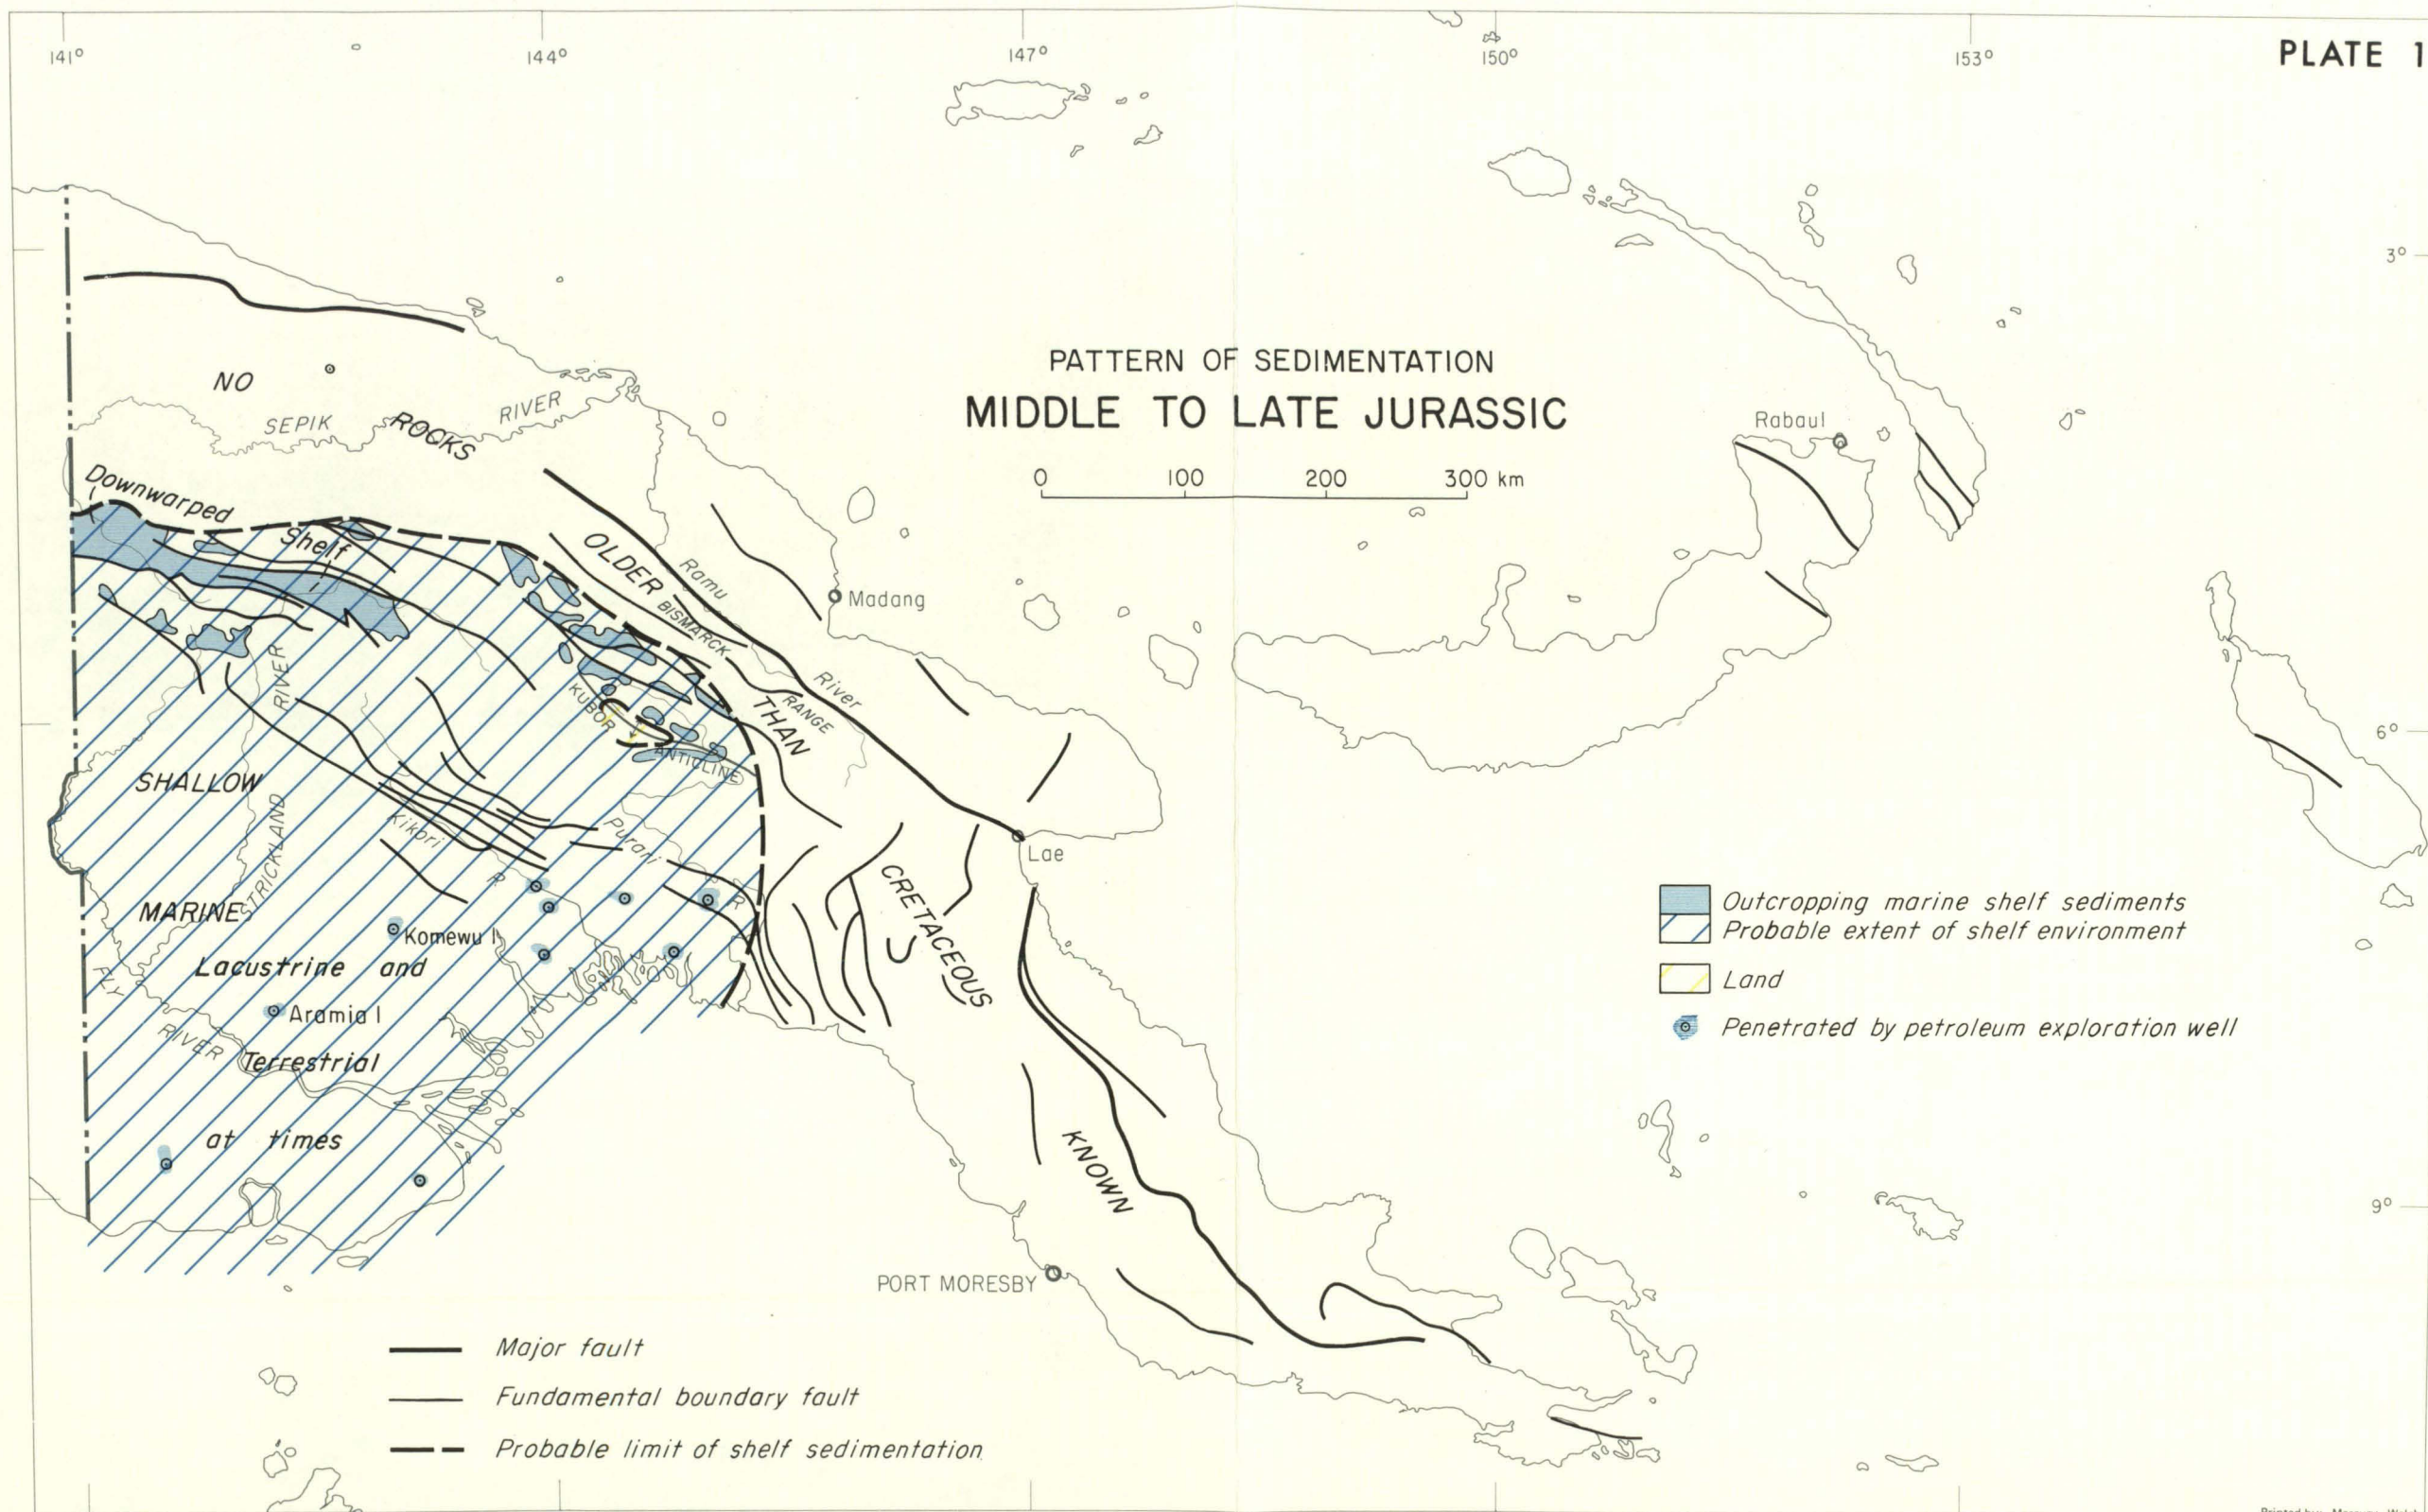 141° 144° 147° 150° 153°
PLATE 1
3°
6°
9°
PATTERN OF SEDIMENTATION
MIDDLE TO LATE JURASSIC
0 100 200 300 km
NO ROCKS OLDER THAN CRETACEOUS KNOWN
SEPIK RIVER
Downwarped Shelf
Ramu River
BISMARCK RANGE
Madang
Rabaul
KUBOR ANTICLINE
SHALLOW
MARINE
STRICKLAND RIVER
Kikori R
Purari R
Lae
Komewu 1
Lacustrine and
Aramia 1
FLY RIVER
Terrestrial
at times
PORT MORESBY
Outcropping marine shelf sediments
Probable extent of shelf environment
Land
Penetrated by petroleum exploration well
Major fault
Fundamental boundary fault
Probable limit of shelf sedimentation